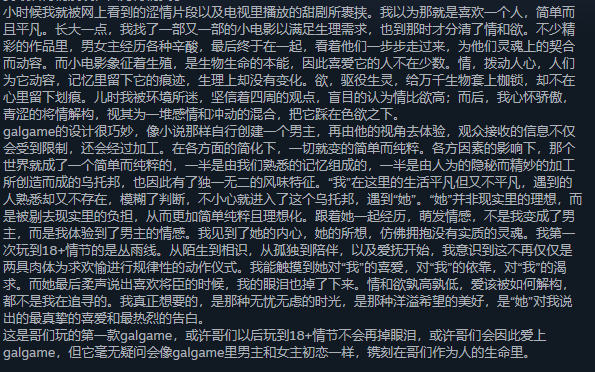 小时候我就被网上看到的涩情片段以及电视里播放的甜剧所裹挟。我以为那就是喜欢一个人，简单而
且平凡。长大一点，我找了一部又一部的小电影以满足生理需求，也到那时才分清了情和欲。不少精
彩的作品里，男女主经历各种辛酸，最后终于在一起，看着他们一步步走过来，为他们灵魂上的契合
而动容。而小电影象征着生殖，是生物生命的本能，因此喜爱它的人不在少数。情，拨动人心，人们
为它动容，记忆里留下它的痕迹，生理上却没有变化。欲，驱役生灵，给万千生物套上枷锁，却不在
心里留下划痕。儿时我被环境所迷，坚信着四周的观点，盲目的认为情比欲高；而后，我心怀骄傲，
青涩的将情解构，视其为一堆感情和冲动的混合，把它踩在色欲之下。
galgame的设计很巧妙，像小说那样自行创建一个男主，再由他的视角去体验，观众接收的信息不仅
会受到限制，还会经过加工。在各方面的简化下，一切就变的简单而纯粹。各方因素的影响下，那个
世界就成了一个简单而纯粹的，一半是由我们熟悉的记忆组成的，一半是由人为的隐秘而精妙的加工
所创造而成的乌托邦，也因此有了独一无二的风味特征。“我”在这里的生活平凡但又不平凡，遇到的
人熟悉却又不存在，模糊了判断，不小心就进入了这个乌托邦，遇到“她”。“她”并非现实里的理想，而
是被剔去现实里的负担，从而更加简单纯粹且理想化。跟着她一起经历，萌发情感，不是我变成了男
主，而是我体验到了男主的情感。我见到了她的内心，她的所想，仿佛拥抱没有实质的灵魂。我第一
次玩到18+情节的是丛雨线。从陌生到相识，从孤独到陪伴，以及爱抚开始，我意识到这不再仅仅是
两具肉体为求欢愉进行规律性的动作仪式。我能触摸到她对“我”的喜爱，对“我”的依靠，对“我”的渴
求。而她最后柔声说出喜欢将臣的时候，我的眼泪也掉了下来。情和欲孰高孰低，爱该被如何解构，
都不是我在追寻的。我真正想要的，是那种无忧无虑的时光，是那种洋溢希望的美好，是“她”对我说
出的最真挚的喜爱和最热烈的告白。
这是哥们玩的第一款galgame，或许哥们以后玩到18+情节不会再掉眼泪，或许哥们会因此爱上
galgame，但它毫无疑问会像galgame里男主和女主初恋一样，镌刻在哥们作为人的生命里。